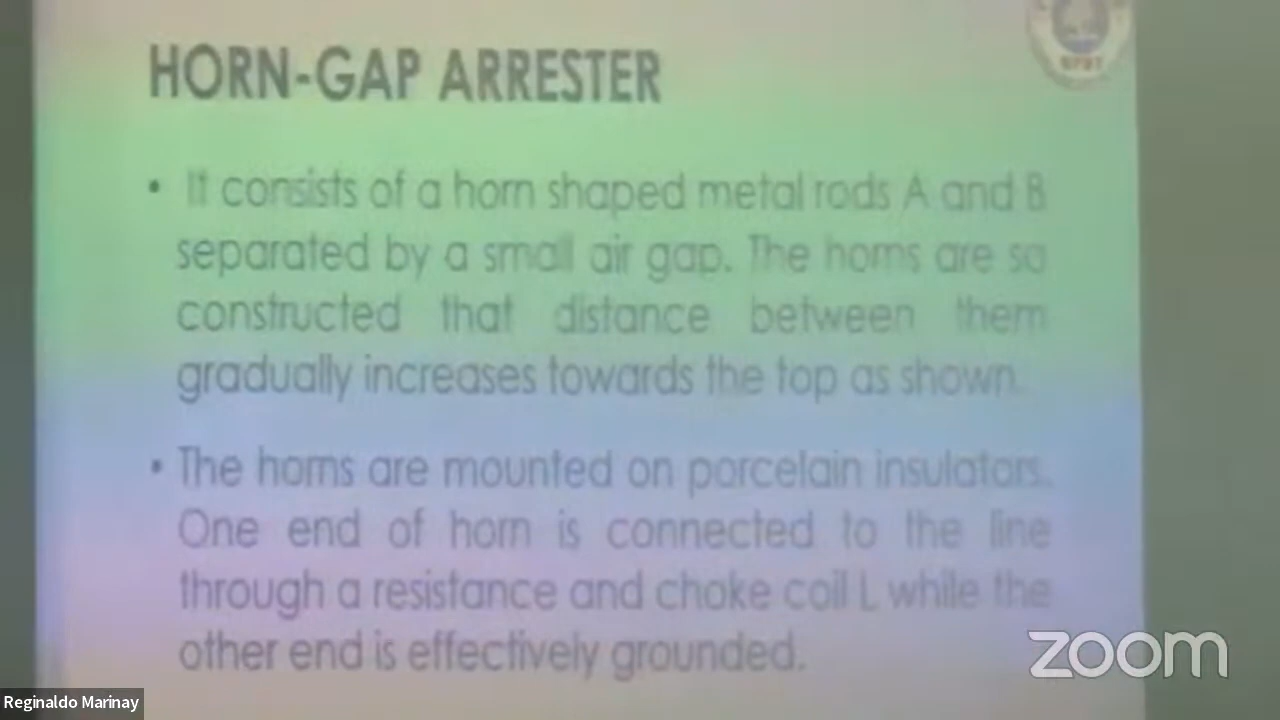 HORN-GAP ARRESTER
• It consists of a horn shaped metal rods A and B
separated by a small air gap. The horns are so
constructed that distance between them
gradually increases towards the top as shown.
• The horns are mounted on porcelain insulators.
One end of horn is connected to the line
through a resistance and choke coil L while the
other end is effectively grounded.
zoom
Reginaldo Marinay